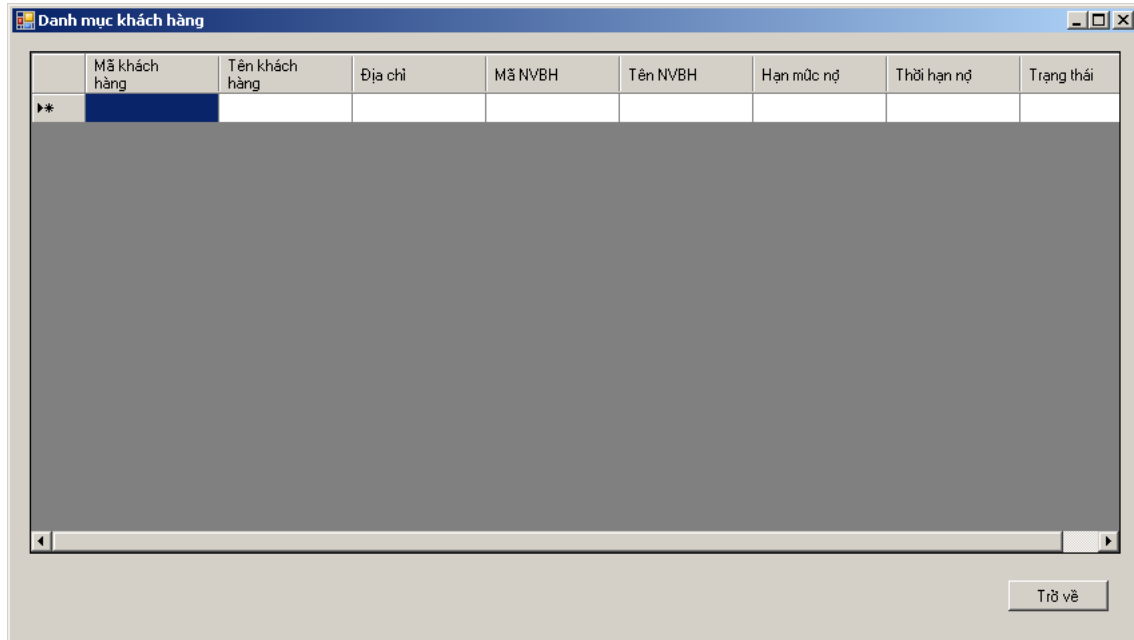 Danh mục khách hàng
Mã khách hàng
Tên khách hàng
Địa chỉ
Mã NVBH
Tên NVBH
Hạn mức nợ
Thời hạn nợ
Trạng thái
Trở về